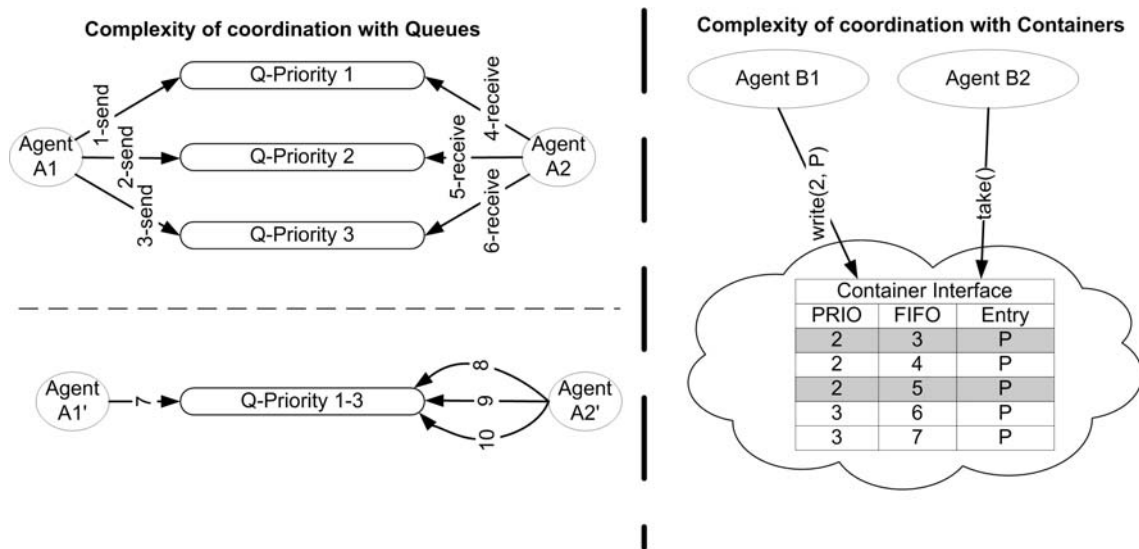 Complexity of coordination with Queues
Q-Priority 1
1-send
4-receive
Agent
A1
2-send
Q-Priority 2
5-receive
Agent
A2
3-send
Q-Priority 3
6-receive
Agent
A1'
7
Q-Priority 1-3
8
9
10
Agent
A2'
Complexity of coordination with Containers
Agent B1
Agent B2
write(2, P)
take()
Container Interface
PRIO FIFO Entry
2 3 P
2 4 P
2 5 P
3 6 P
3 7 P